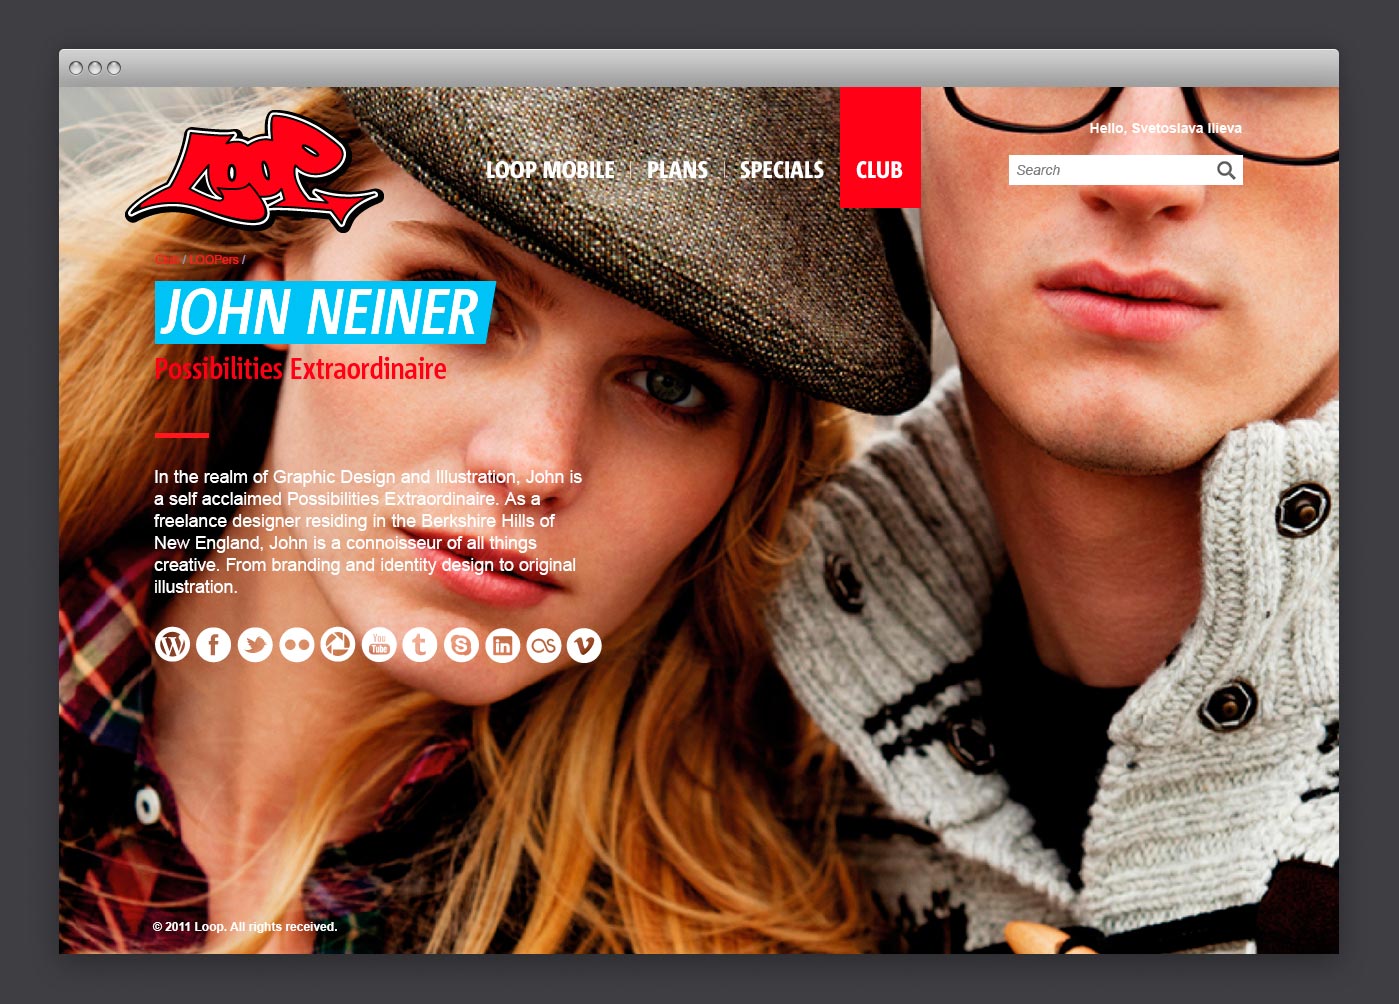 LOOP
LOOP MOBILE | PLANS | SPECIALS CLUB
Hello, Svetoslava Ilieva
Search
Club / LOOPers /
JOHN NEINER
Possibilities Extraordinaire
In the realm of Graphic Design and Illustration, John is
a self acclaimed Possibilities Extraordinaire. As a
freelance designer residing in the Berkshire Hills of
New England, John is a connoisseur of all things
creative. From branding and identity design to original
illustration.
You Tube
© 2011 Loop. All rights received.